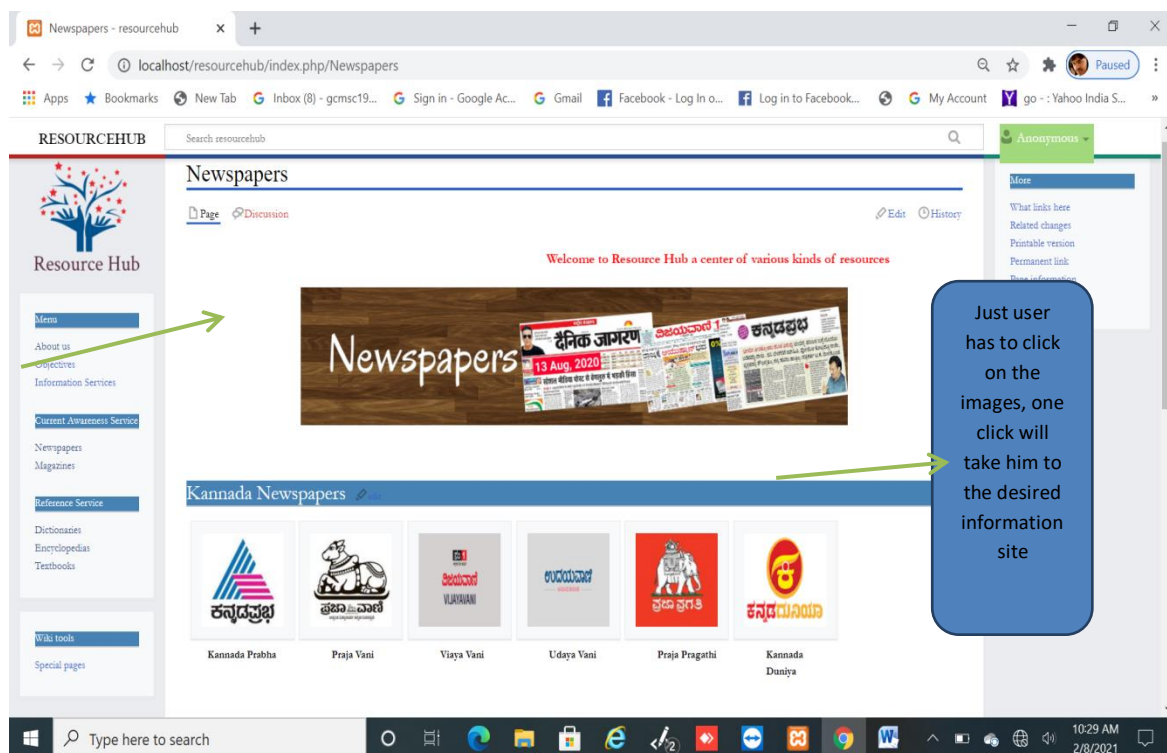 Newspapers - resourcehub
localhost/resourcehub/index.php/Newspapers
Paused
Apps Bookmarks New Tab Inbox (8) - gcmsc19... Sign in - Google Ac... Gmail Facebook - Log In o... Log in to Facebook... My Account go - : Yahoo India S... »
RESOURCEHUB
Search resourcehub
Anonymous
Resource Hub
Menu
About us
Objectives
Information Services
Current Awareness Service
Newspapers
Magazines
Reference Service
Dictionaries
Encyclopedias
Textbooks
Wiki tools
Special pages
Newspapers
Page Discussion
Edit History
Welcome to Resource Hub a center of various kinds of resources
Newspapers
दैनिक जागरण
13 Aug, 2020
ವಿಜಯವಾಣಿ
ಕನ್ನಡಪ್ರಭ
Kannada Newspapers edit
ಕನ್ನಡಪ್ರಭ
ಪ್ರಜಾವಾಣಿ
ವಿಜಯವಾಣಿ
VIJAYAVANI
ಉದಯವಾಣಿ
ಪ್ರಜಾ ಪ್ರಗತಿ
ಕನ್ನಡದುನಿಯಾ
Kannada Prabha
Praja Vani
Viaya Vani
Udaya Vani
Praja Pragathi
Kannada
Duniya
More
What links here
Related changes
Printable version
Permanent link
Page information
Just user
has to click
on the
images, one
click will
take him to
the desired
information
site
Type here to search
10:29 AM
2/8/2021